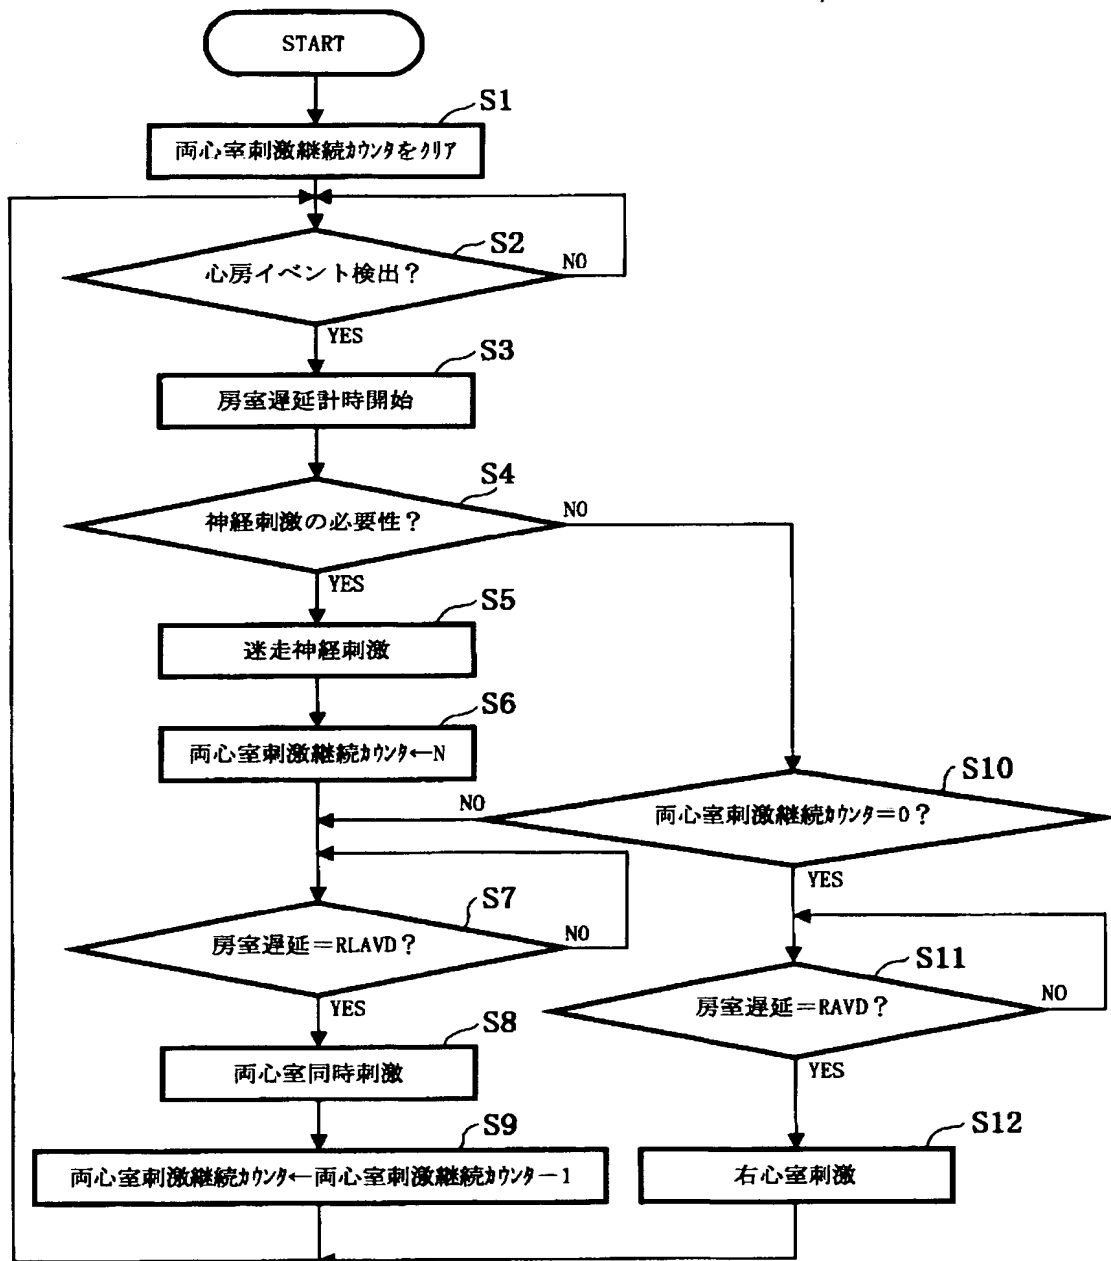 START
S1
両心室刺激継続カウンタをクリア
S2
心房イベント検出?
NO
YES
S3
房室遅延計時開始
S4
神経刺激の必要性?
NO
YES
S5
迷走神経刺激
S6
両心室刺激継続カウンタ←N
S10
両心室刺激継続カウンタ=0?
NO
YES
S7
房室遅延=RLAVD?
NO
YES
S11
房室遅延=RAVD?
NO
YES
S8
両心室同時刺激
S9
両心室刺激継続カウンタ←両心室刺激継続カウンタ-1
S12
右心室刺激